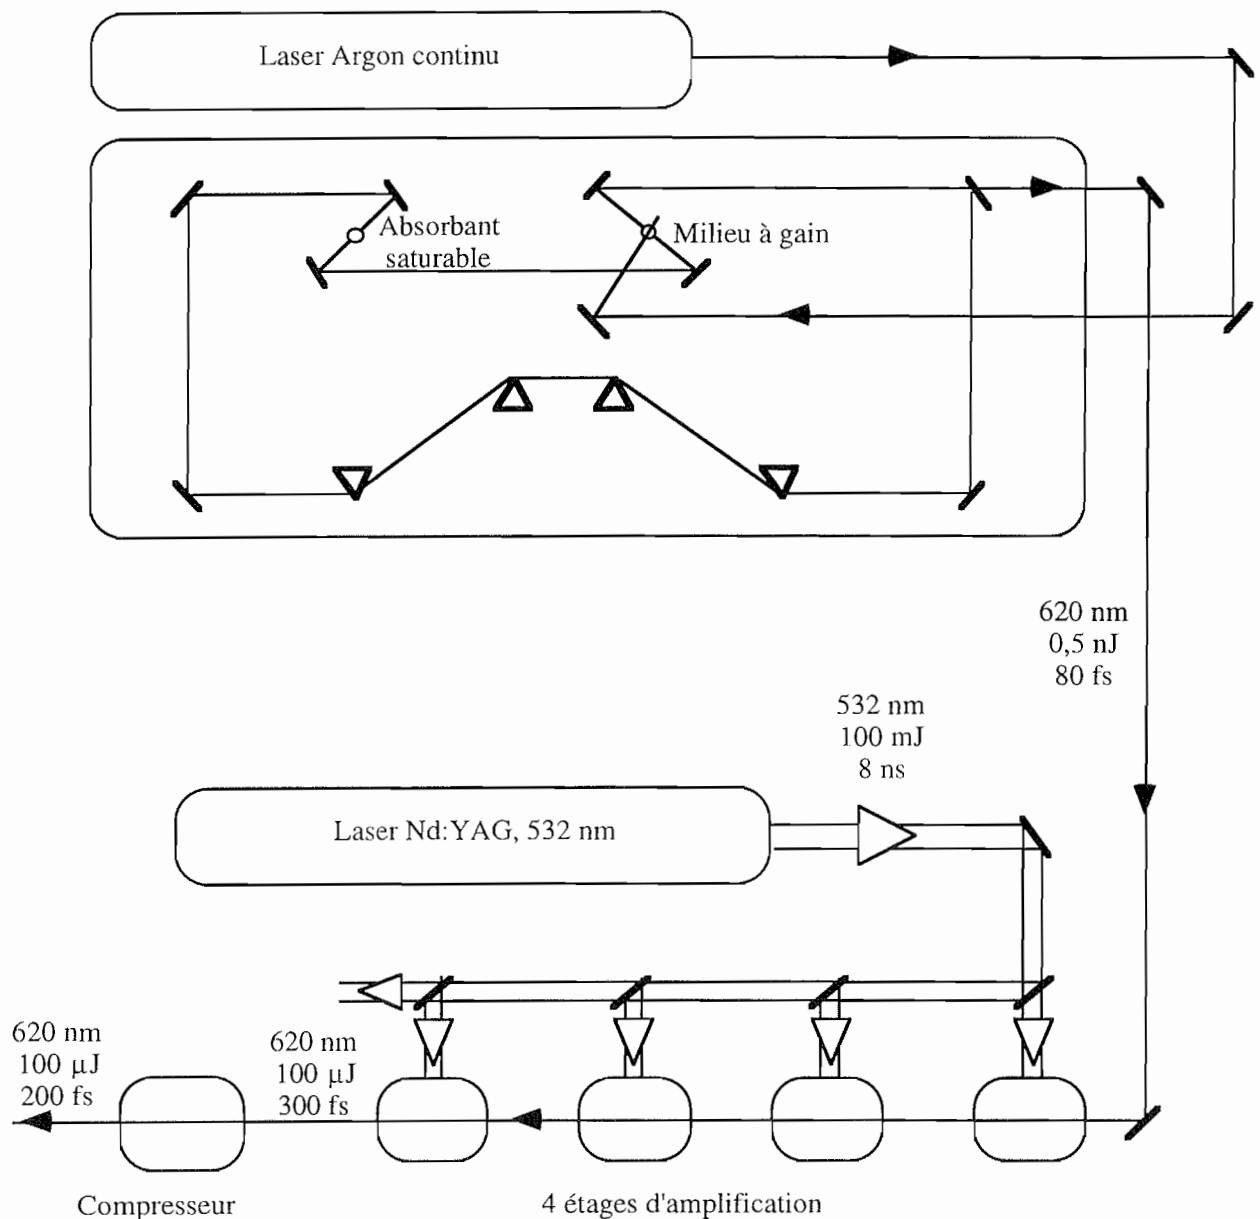 Laser Argon continu
Absorbant
saturable
Milieu à gain
620 nm
0,5 nJ
80 fs
532 nm
100 mJ
8 ns
Laser Nd:YAG, 532 nm
620 nm
100 µJ
200 fs
620 nm
100 µJ
300 fs
Compresseur
4 étages d'amplification